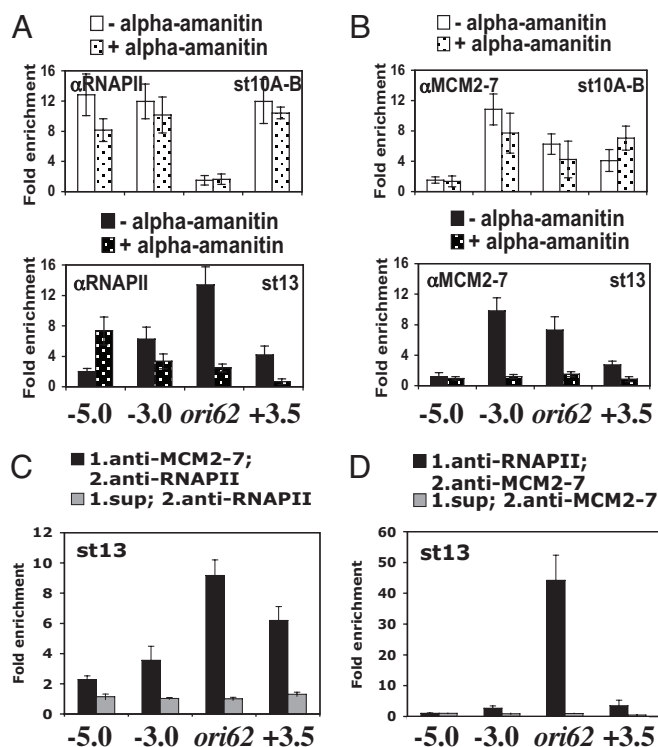 A
- alpha-amanitin
+ alpha-amanitin
Fold enrichment
16
12
8
4
0
αRNAPII
st10A-B
- alpha-amanitin
+ alpha-amanitin
Fold enrichment
16
12
8
4
0
αRNAPII
st13
-5.0 -3.0 ori62 +3.5
B
- alpha-amanitin
+ alpha-amanitin
Fold enrichment
16
12
8
4
0
αMCM2-7
st10A-B
- alpha-amanitin
+ alpha-amanitin
Fold enrichment
16
12
8
4
0
αMCM2-7
st13
-5.0 -3.0 ori62 +3.5
C
1.anti-MCM2-7;
2.anti-RNAPII
1.sup; 2.anti-RNAPII
Fold enrichment
12
10
8
6
4
2
0
st13
-5.0 -3.0 ori62 +3.5
D
1.anti-RNAPII;
2.anti-MCM2-7
1.sup; 2.anti-MCM2-7
Fold enrichment
60
50
40
30
20
10
0
st13
-5.0 -3.0 ori62 +3.5